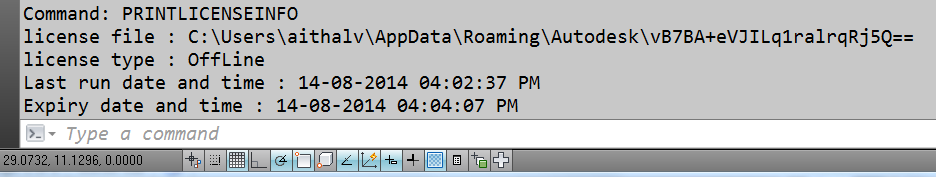 Command: PRINTLICENSEINFO
license file : C:\Users\aithalv\AppData\Roaming\Autodesk\vB7BA+eVJILq1ralrqRj5Q==
license type : OffLine
Last run date and time : 14-08-2014 04:02:37 PM
Expiry date and time : 14-08-2014 04:04:07 PM
Type a command
29.0732, 11.1296, 0.0000